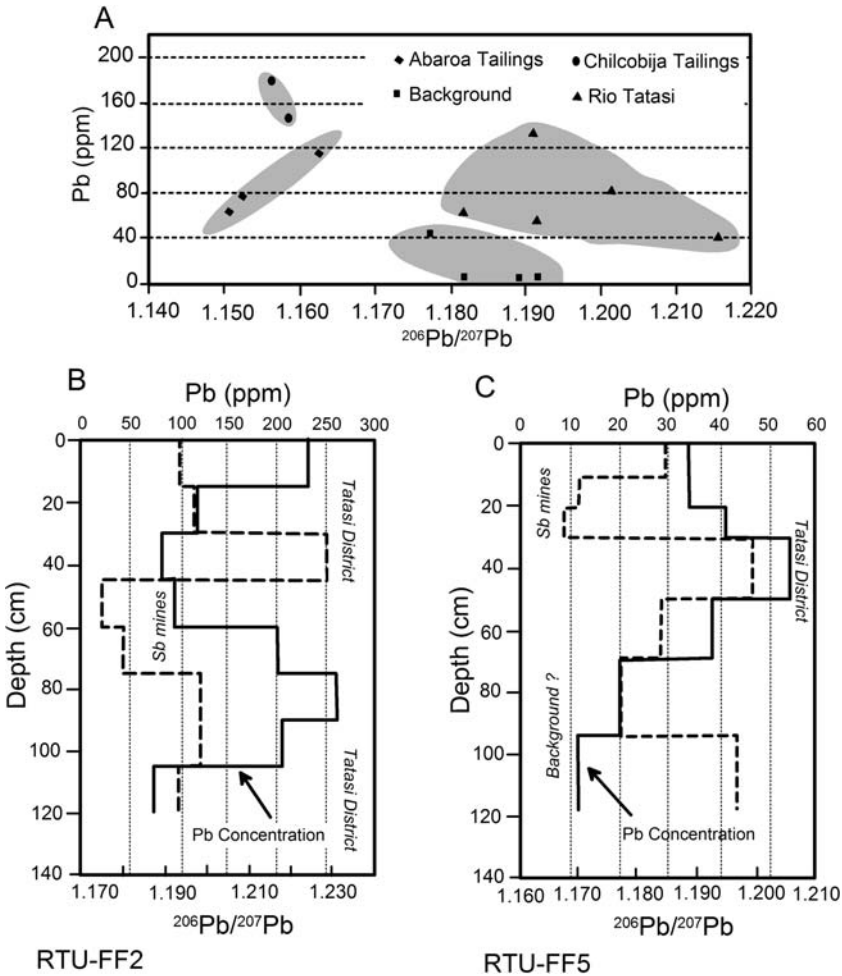 A
Pb (ppm)
200
160
120
80
40
0
Abaroa Tailings
Chilcobija Tailings
Background
Rio Tatasi
1.140 1.150 1.160 1.170 1.180 1.190 1.200 1.210 1.220
206Pb/207Pb
B
Pb (ppm)
0 50 100 150 200 250 300
Depth (cm)
0
20
40
60
80
100
120
140
Tatasi District
Sb mines
Tatasi District
Pb Concentration
1.170 1.190 1.210 1.230
206Pb/207Pb
RTU-FF2
C
Pb (ppm)
0 10 20 30 40 50 60
Depth (cm)
0
20
40
60
80
100
120
140
Sb mines
Tatasi District
Background ?
Pb Concentration
1.160 1.170 1.180 1.190 1.200 1.210
206Pb/207Pb
RTU-FF5